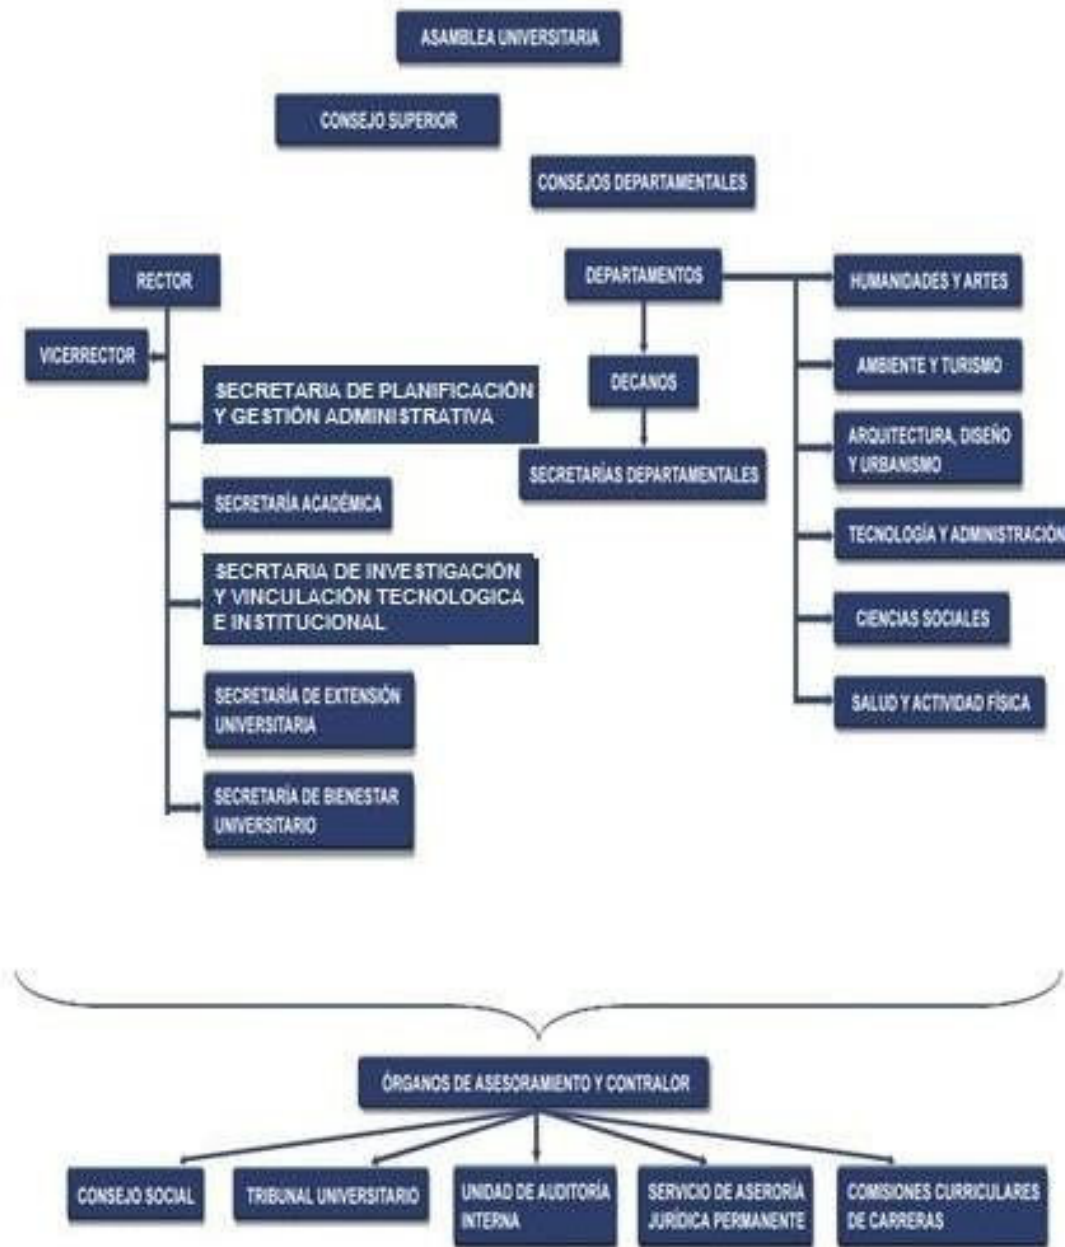 ASAMBLEA UNIVERSITARIA
CONSEJO SUPERIOR
CONSEJOS DEPARTAMENTALES
RECTOR
VICERRECTOR
SECRETARIA DE PLANIFICACIÓN
Y GESTIÓN ADMINISTRATIVA
SECRETARÍA ACADÉMICA
SECRTARIA DE INVESTIGACIÓN
Y VINCULACIÓN TECNOLOGICA
E INSTITUCIONAL
SECRETARÍA DE EXTENSIÓN
UNIVERSITARIA
SECRETARÍA DE BIENESTAR
UNIVERSITARIO
DEPARTAMENTOS
DECANOS
SECRETARÍAS DEPARTAMENTALES
HUMANIDADES Y ARTES
AMBIENTE Y TURISMO
ARQUITECTURA, DISEÑO
Y URBANISMO
TECNOLOGÍA Y ADMINISTRACIÓN
CIENCIAS SOCIALES
SALUD Y ACTIVIDAD FÍSICA
ÓRGANOS DE ASESORAMIENTO Y CONTRALOR
CONSEJO SOCIAL
TRIBUNAL UNIVERSITARIO
UNIDAD DE AUDITORÍA
INTERNA
SERVICIO DE ASERORÍA
JURÍDICA PERMANENTE
COMISIONES CURRICULARES
DE CARRERAS